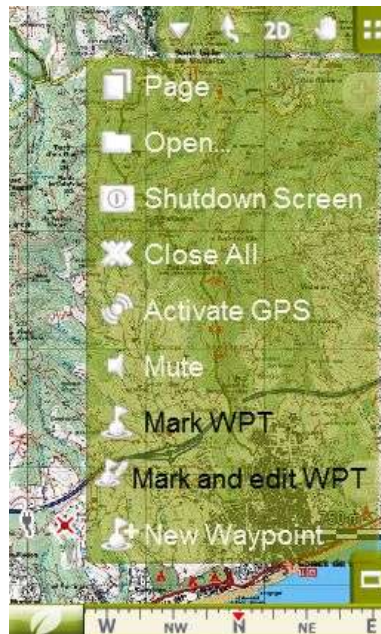 2D
Page
Open...
Shutdown Screen
Close All
Activate GPS
Mute
Mark WPT
Mark and edit WPT
New Waypoint
750 m
W NW N NE E